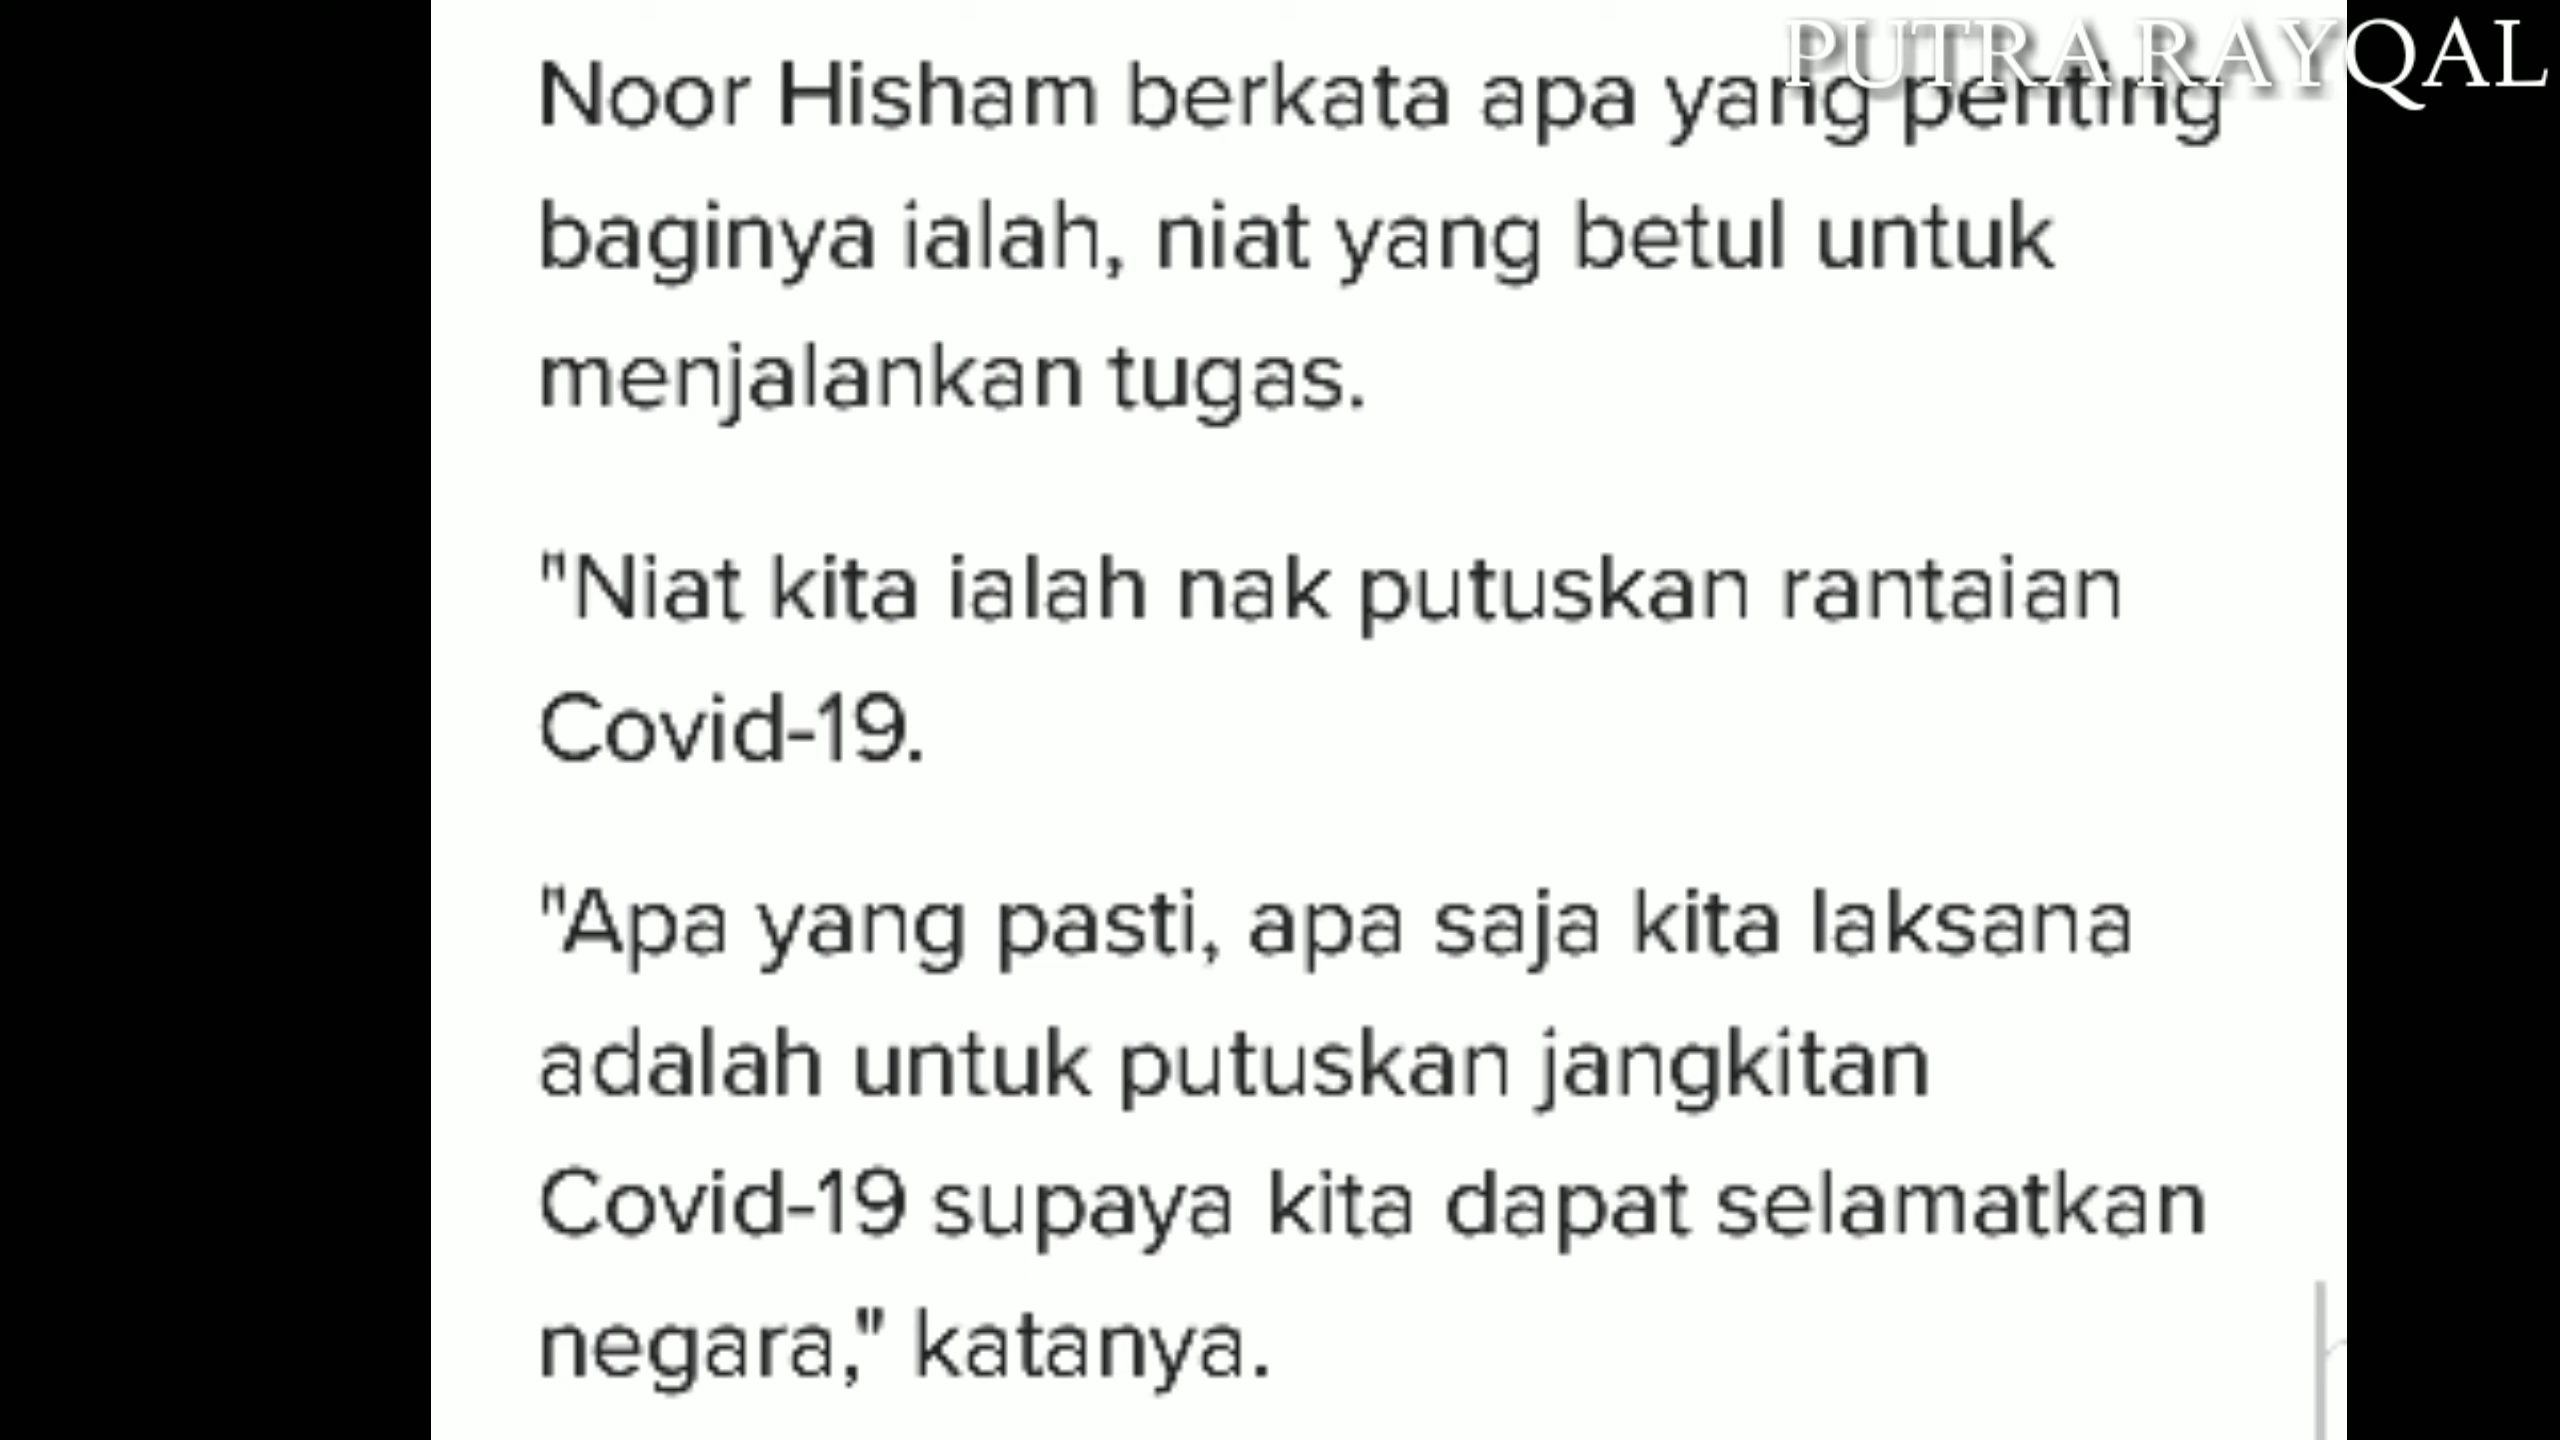 PUTRA RAYQAL
Noor Hisham berkata apa yang penting
baginya ialah, niat yang betul untuk
menjalankan tugas.
"Niat kita ialah nak putuskan rantaian
Covid-19.
"Apa yang pasti, apa saja kita laksana
adalah untuk putuskan jangkitan
Covid-19 supaya kita dapat selamatkan
negara," katanya.